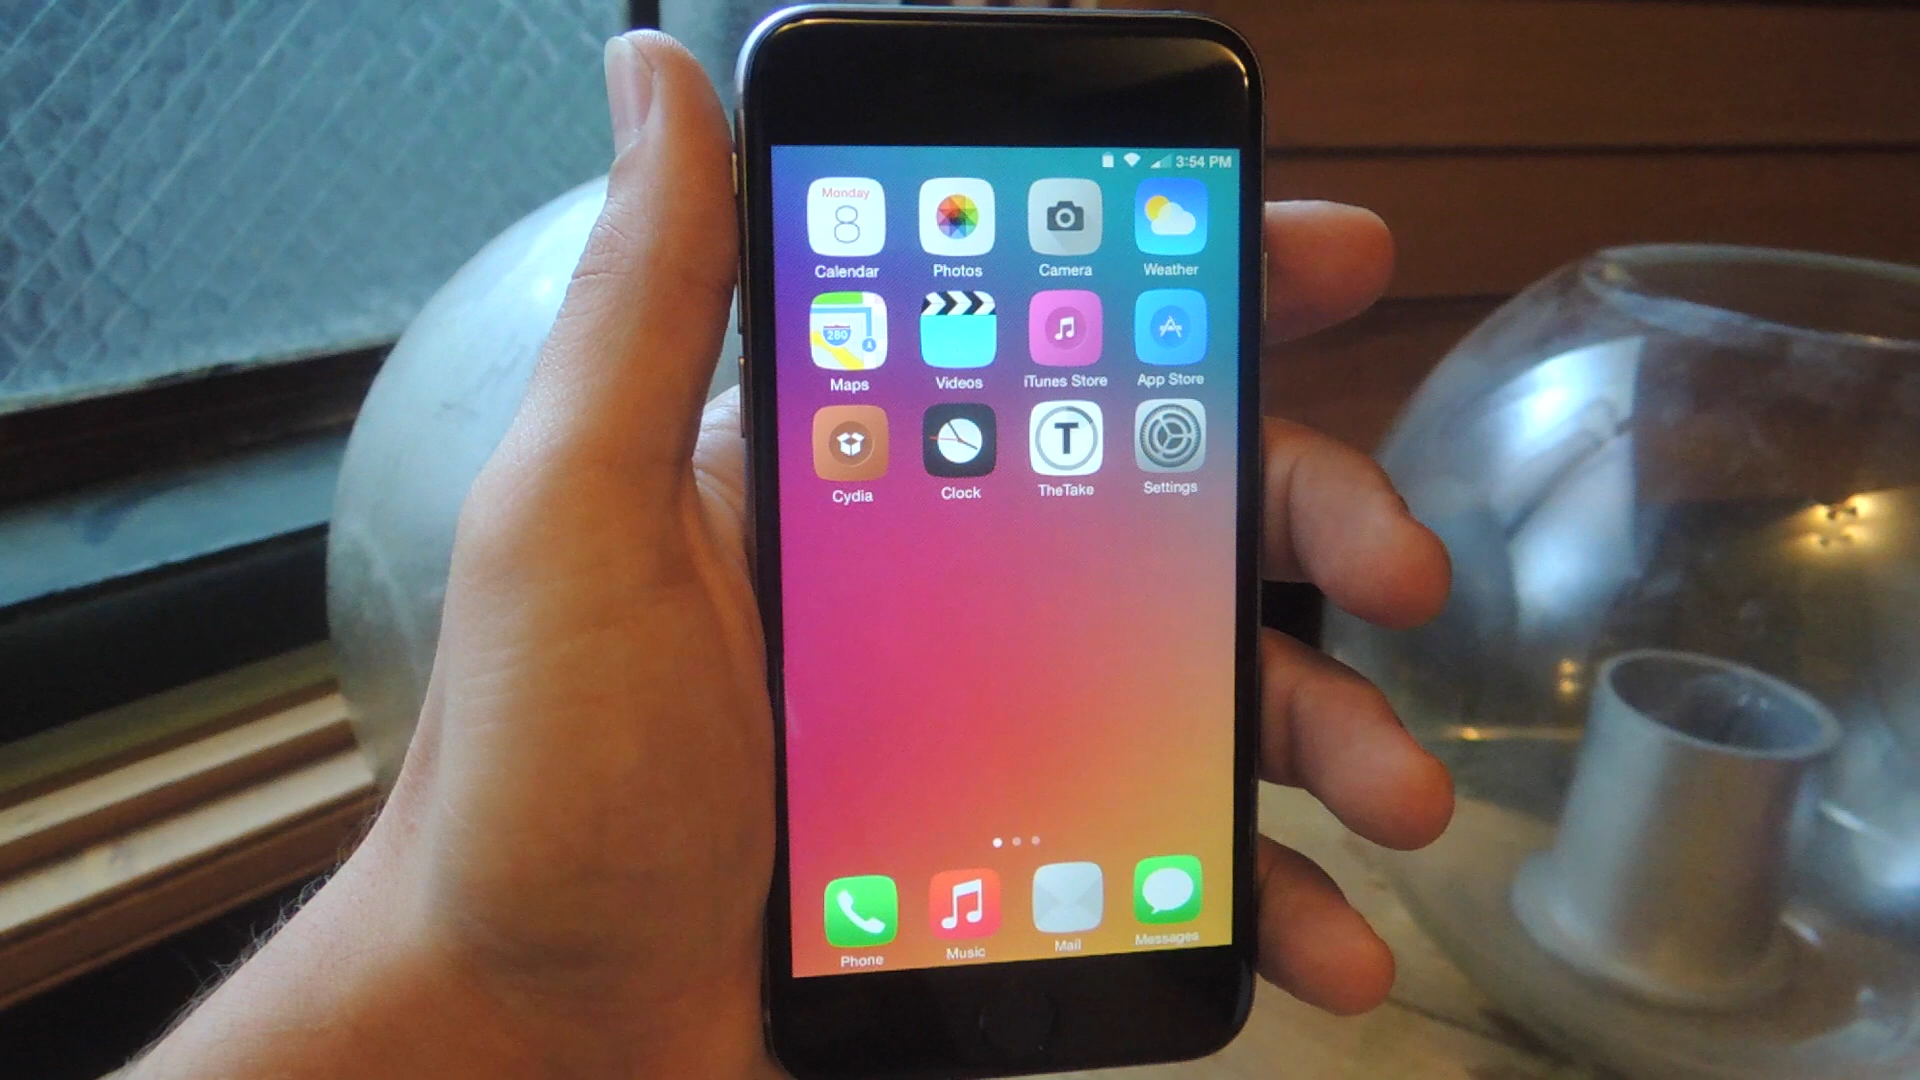 3:54 PM
Monday
8
Calendar Photos Camera Weather
280
Maps Videos iTunes Store App Store
T
Cydia Clock TheTake Settings
Phone Music Mail Messages